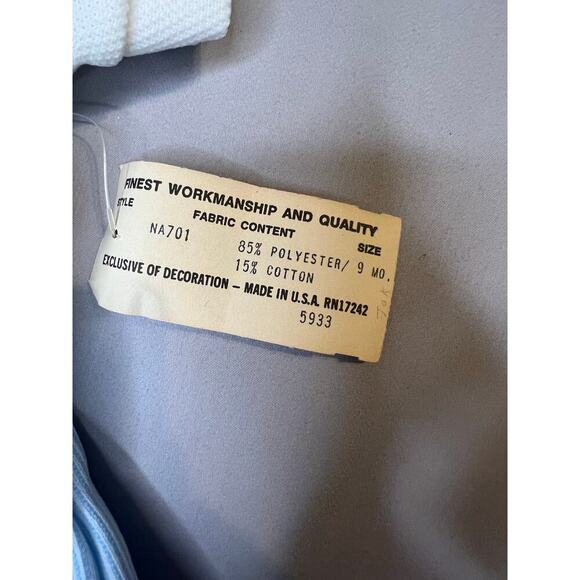 FINEST WORKMANSHIP AND QUALITY
STYLE FABRIC CONTENT SIZE
NA701 85% POLYESTER/ 9 MO.
15% COTTON
EXCLUSIVE OF DECORATION – MADE IN U.S.A. RN17242
5933